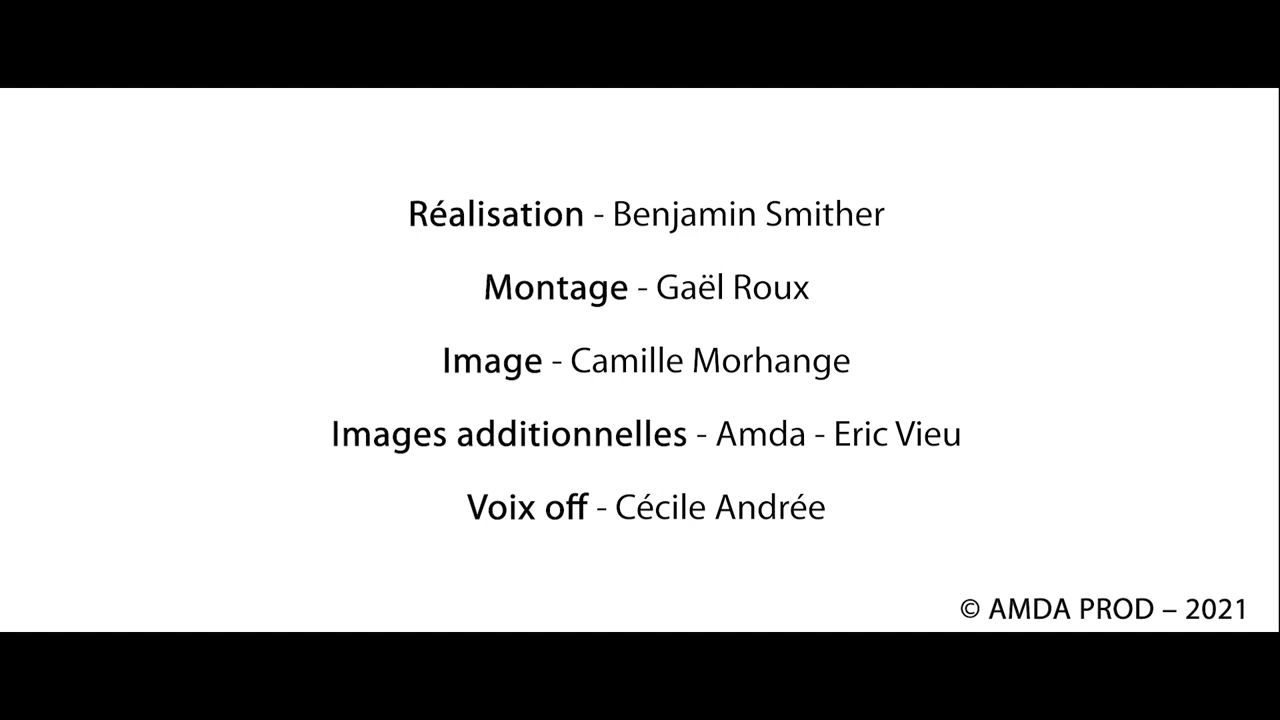 Réalisation - Benjamin Smither
Montage - Gaël Roux
Image - Camille Morhange
Images additionnelles - Amda - Eric Vieu
Voix off - Cécile Andrée
© AMDA PROD – 2021